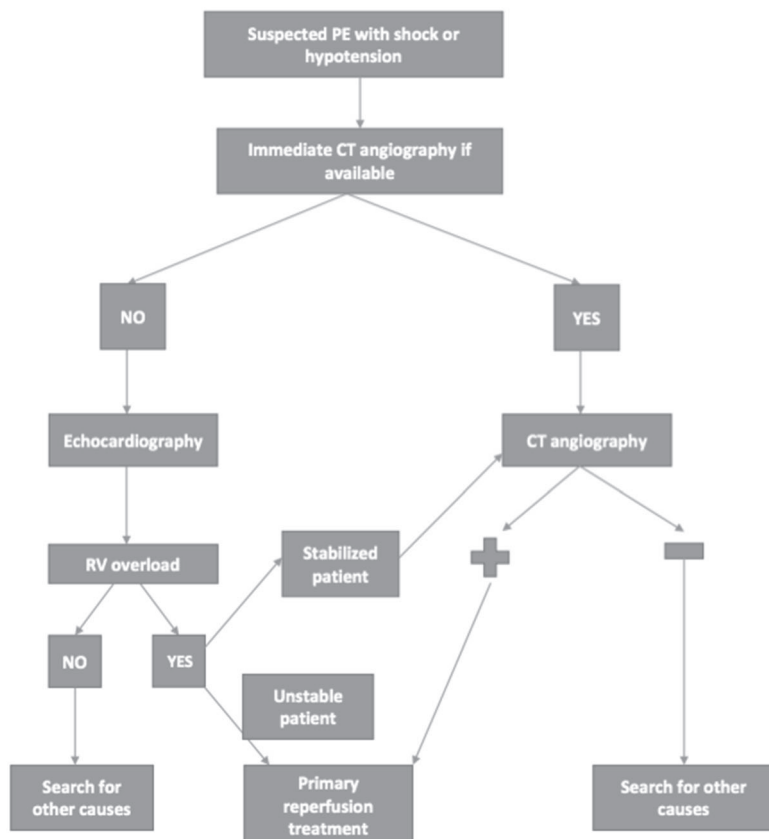 Suspected PE with shock or
hypotension
Immediate CT angiography if
available
NO
YES
Echocardiography
CT angiography
RV overload
Stabilized
patient
NO
YES
Unstable
patient
Search for
other causes
Primary
reperfusion
treatment
Search for other
causes